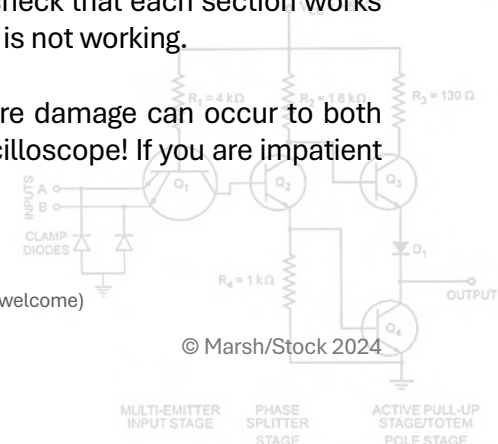 check that each section works
is not working.
re damage can occur to both
cilloscope! If you are impatient
welcome)
© Marsh/Stock 2024
R₁ = 4 kΩ
R₂ = 1.6 kΩ
R₃ = 130 Ω
INPUTS
A
B
Q₁
Q₂
Q₃
CLAMP
DIODES
D₁
R₄ = 1 kΩ
OUTPUT
Q₄
MULTI-EMITTER
INPUT STAGE
PHASE
SPLITTER
STAGE
ACTIVE PULL-UP
STAGE/TOTEM
POLE STAGE